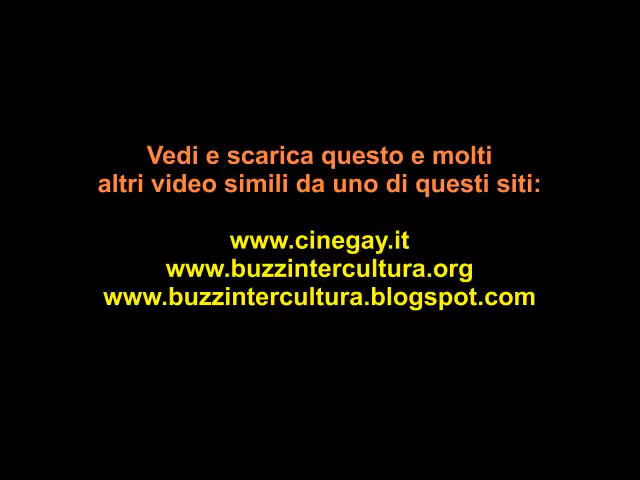 Vedi e scarica questo e molti
altri video simili da uno di questi siti:
www.cinegay.it
www.buzzintercultura.org
www.buzzintercultura.blogspot.com